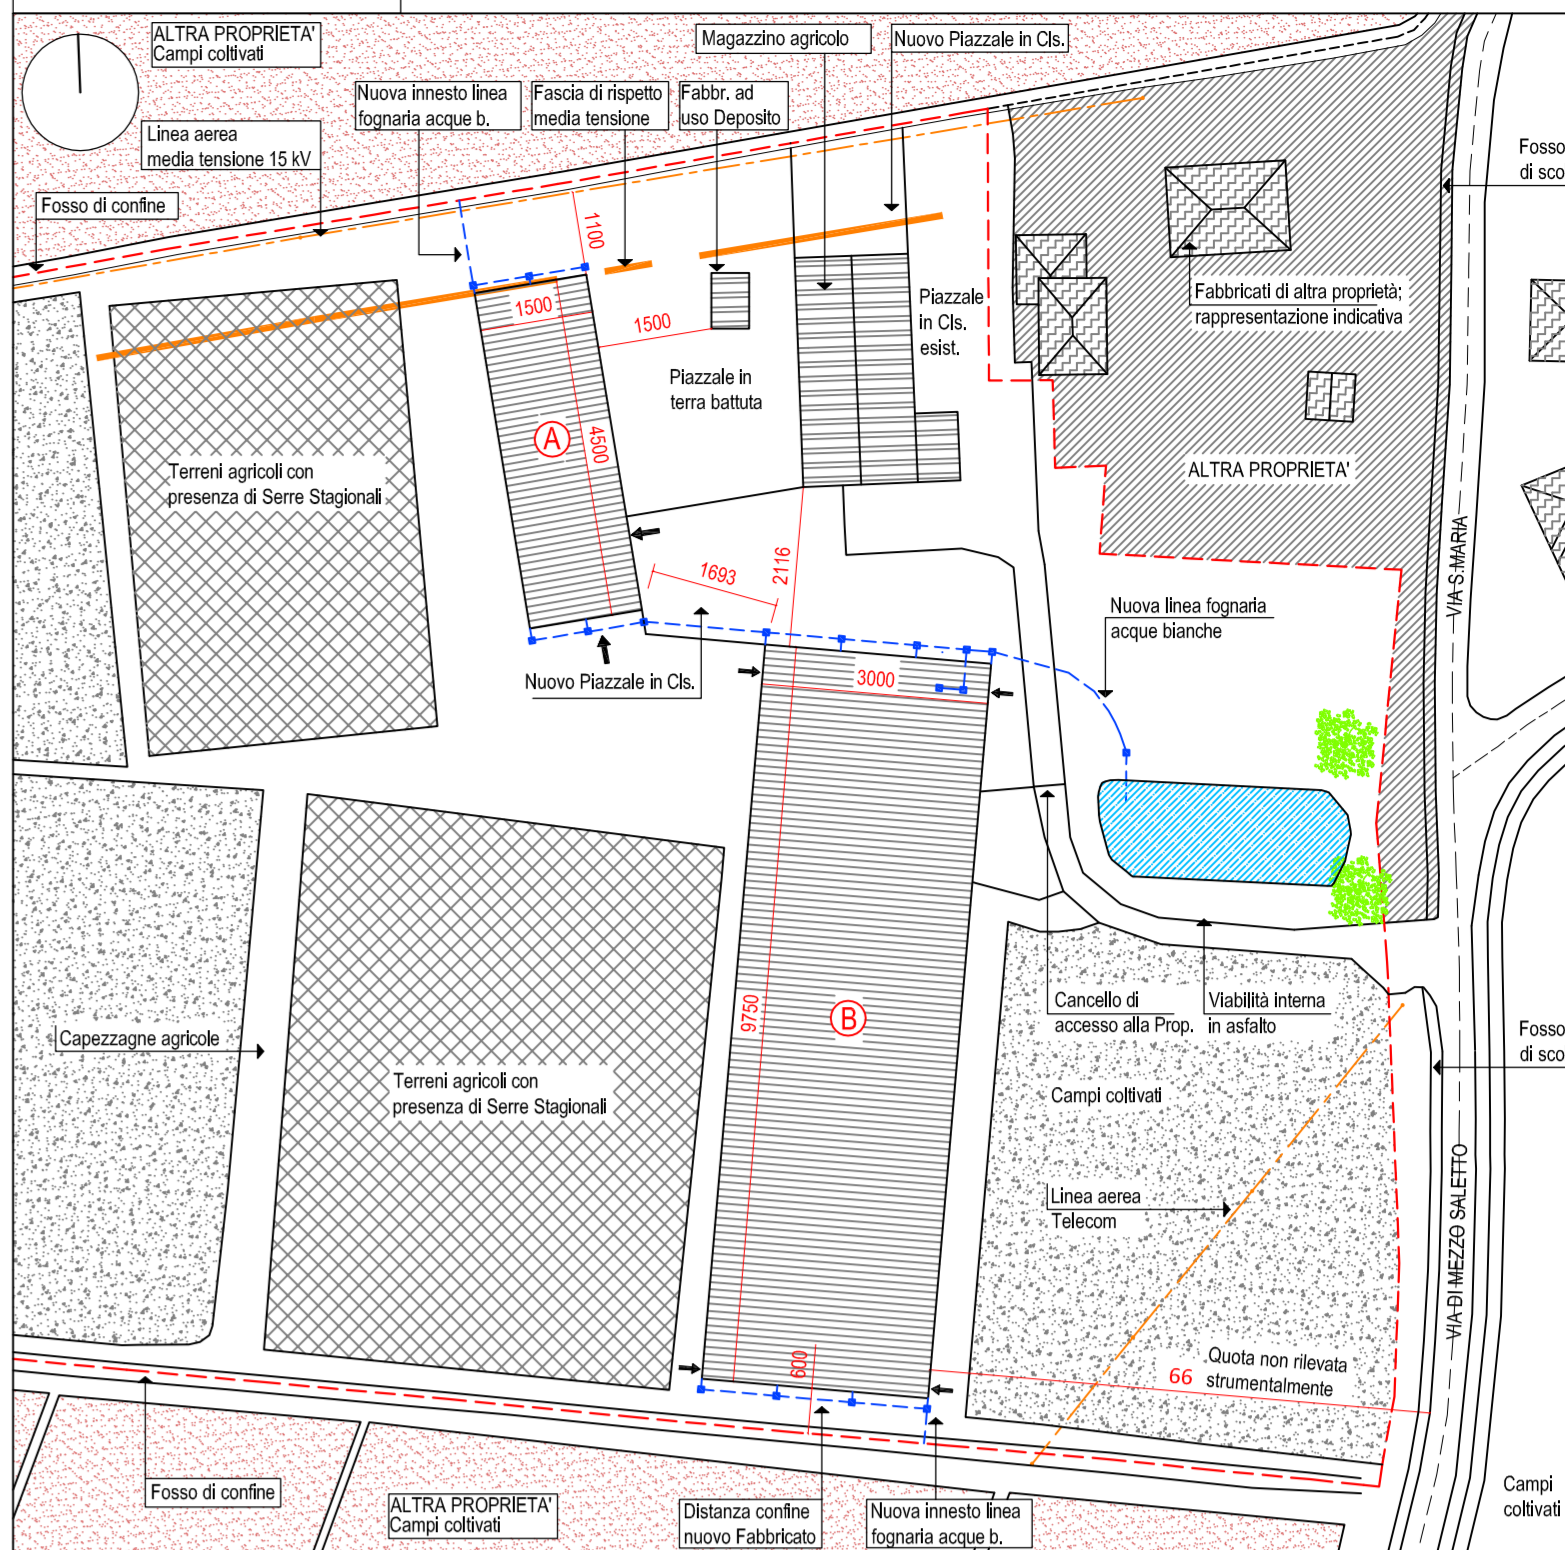 ALTRA PROPRIETA'
Campi coltivati
Magazzino agricolo
Nuovo Piazzale in Cls.
Nuova innesto linea
fognaria acque b.
Fascia di rispetto
media tensione
Fabbr. ad
uso Deposito
Linea aerea
media tensione 15 kV
Fosso
di sco
Fosso di confine
1100
1500
1500
Piazzale
in Cls.
esist.
Fabbricati di altra proprietà;
rappresentazione indicativa
Piazzale in
terra battuta
A
4500
Terreni agricoli con
presenza di Serre Stagionali
ALTRA PROPRIETA'
VIA S.MARIA
1693
2116
Nuova linea fognaria
acque bianche
Nuovo Piazzale in Cls.
3000
9750
B
Cancello di
accesso alla Prop.
Viabilità interna
in asfalto
Fosso
di sco
Capezzagne agricole
Terreni agricoli con
presenza di Serre Stagionali
Campi coltivati
Linea aerea
Telecom
VIA DI MEZZO SALETTO
600
66
Quota non rilevata
strumentalmente
Fosso di confine
ALTRA PROPRIETA'
Campi coltivati
Distanza confine
nuovo Fabbricato
Nuova innesto linea
fognaria acque b.
Campi
coltivati